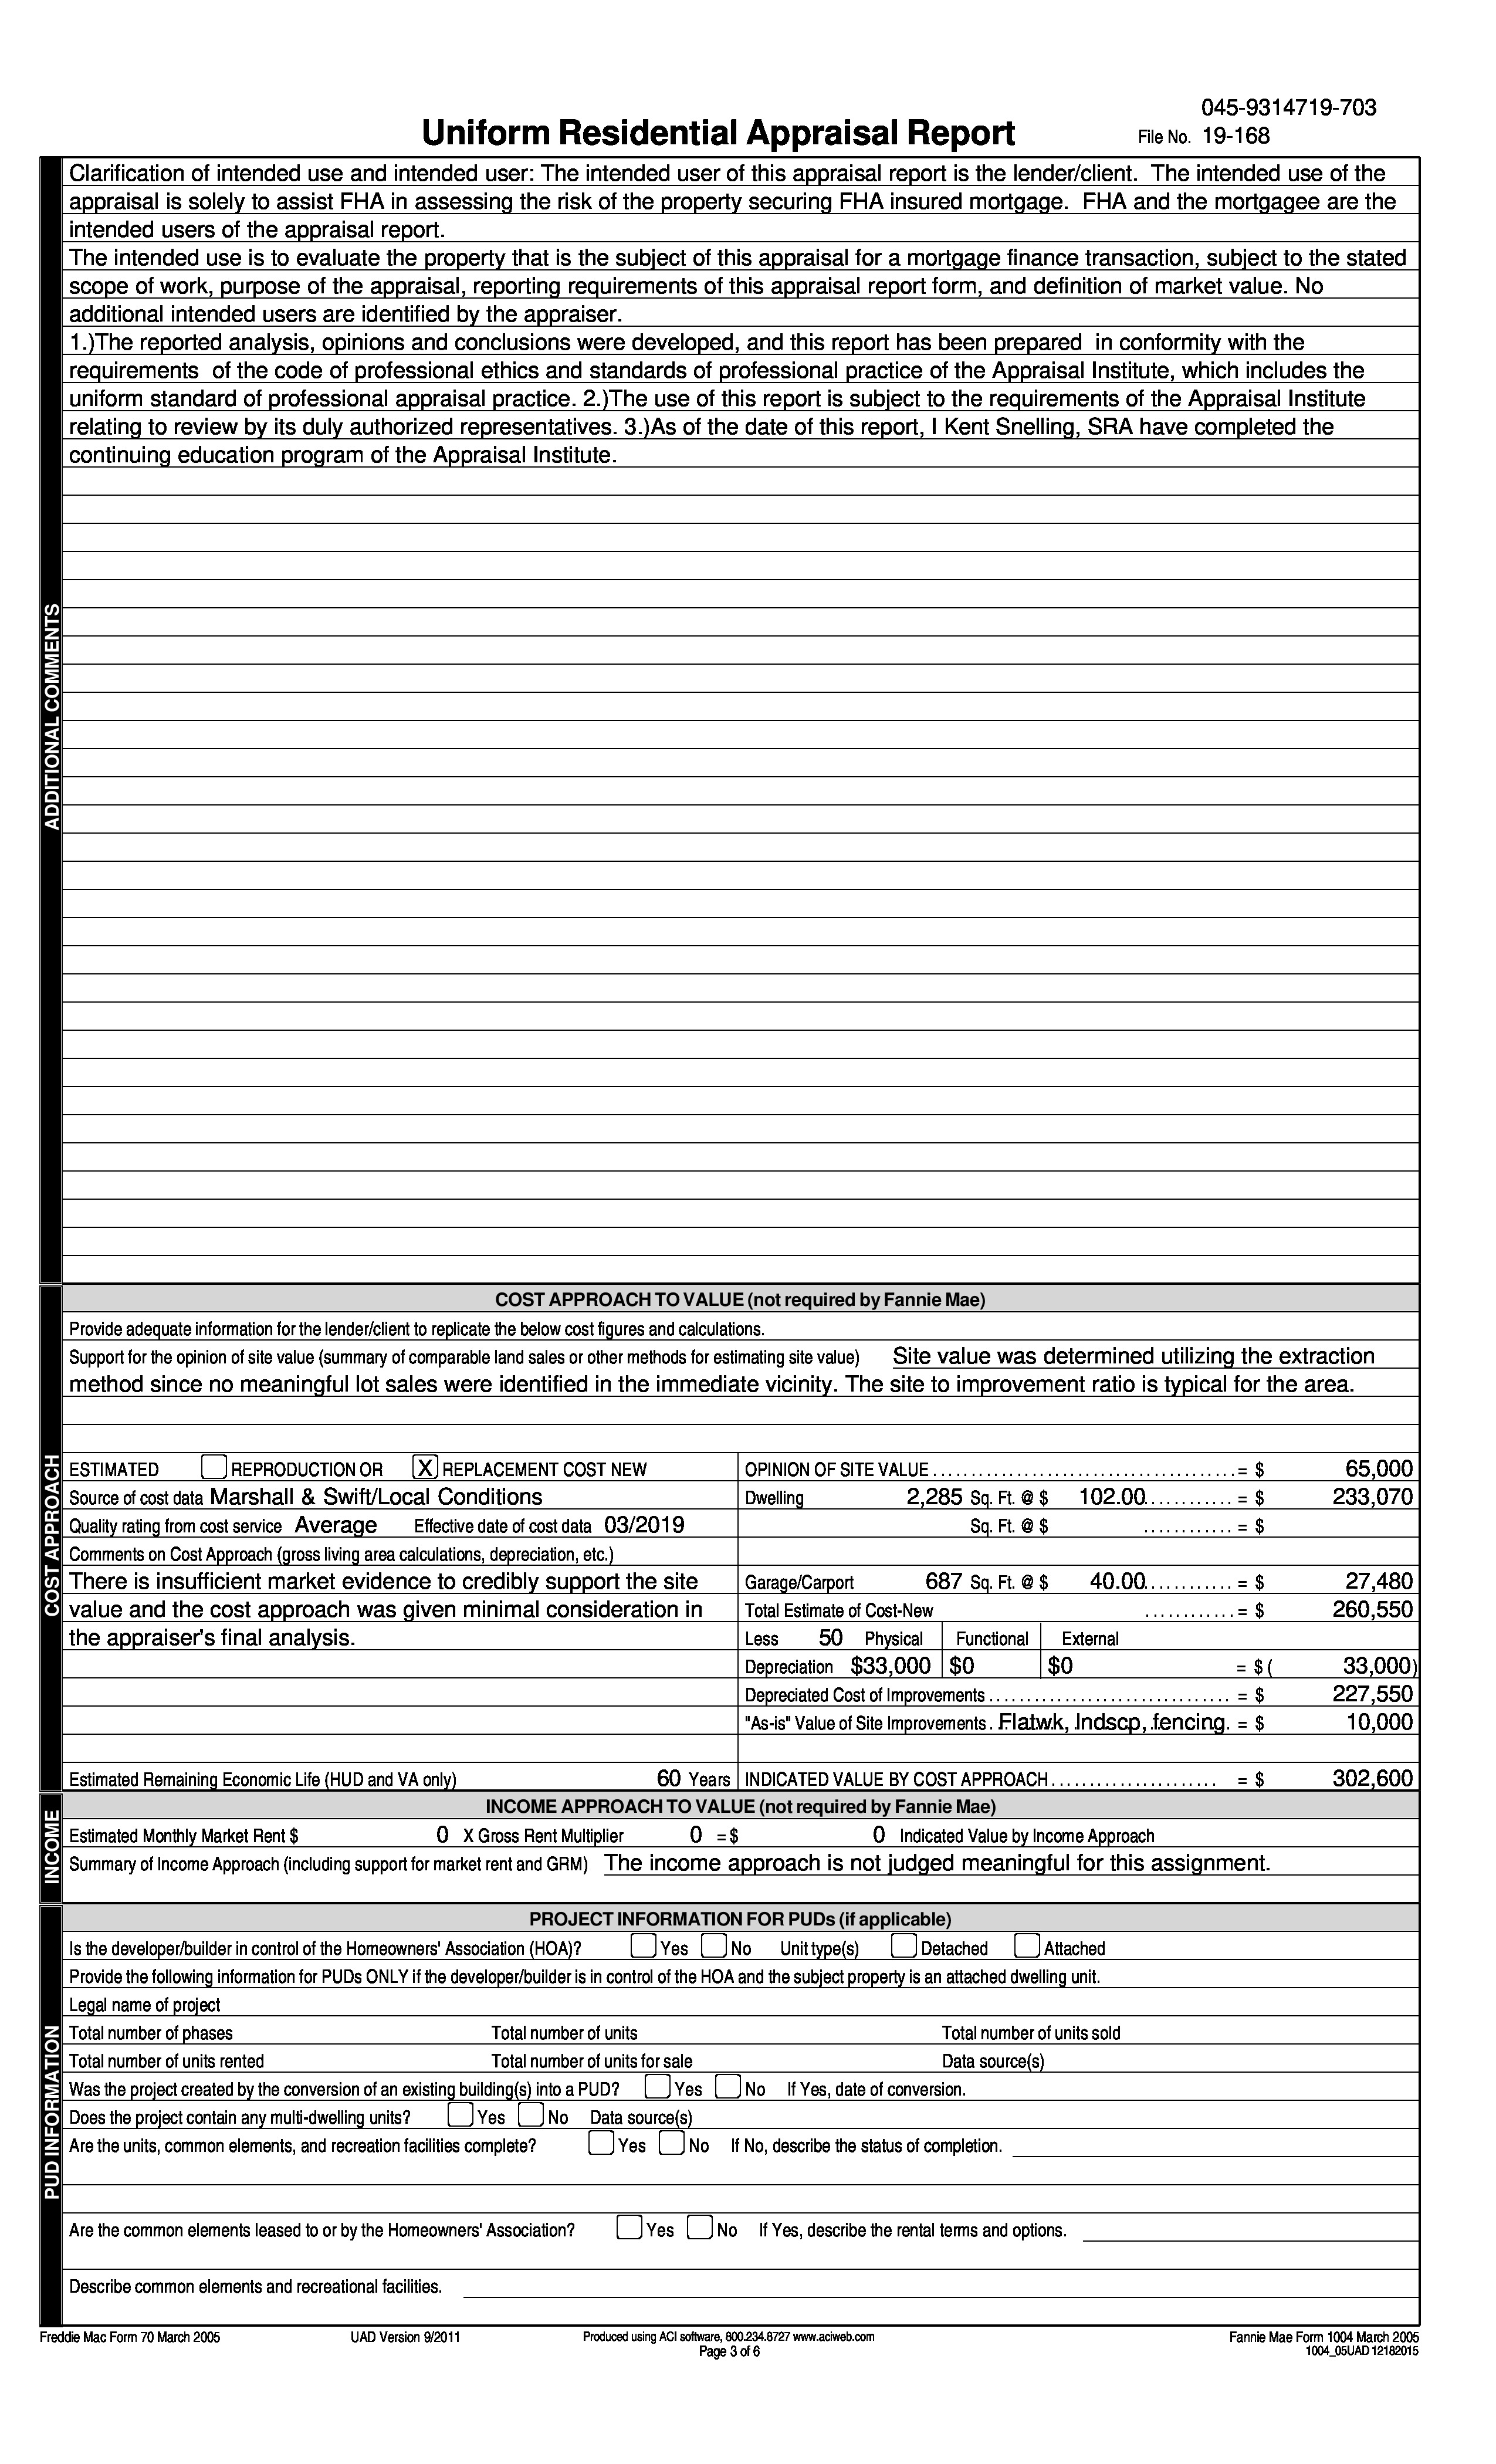 045-9314719-703
Uniform Residential Appraisal Report File No. 19-168
ADDITIONAL COMMENTS
Clarification of intended use and intended user: The intended user of this appraisal report is the lender/client. The intended use of the
appraisal is solely to assist FHA in assessing the risk of the property securing FHA insured mortgage. FHA and the mortgagee are the
intended users of the appraisal report.
The intended use is to evaluate the property that is the subject of this appraisal for a mortgage finance transaction, subject to the stated
scope of work, purpose of the appraisal, reporting requirements of this appraisal report form, and definition of market value. No
additional intended users are identified by the appraiser.
1.)The reported analysis, opinions and conclusions were developed, and this report has been prepared in conformity with the
requirements of the code of professional ethics and standards of professional practice of the Appraisal Institute, which includes the
uniform standard of professional appraisal practice. 2.)The use of this report is subject to the requirements of the Appraisal Institute
relating to review by its duly authorized representatives. 3.)As of the date of this report, I Kent Snelling, SRA have completed the
continuing education program of the Appraisal Institute.
COST APPROACH
COST APPROACH TO VALUE (not required by Fannie Mae)
Provide adequate information for the lender/client to replicate the below cost figures and calculations.
Support for the opinion of site value (summary of comparable land sales or other methods for estimating site value) Site value was determined utilizing the extraction
method since no meaningful lot sales were identified in the immediate vicinity. The site to improvement ratio is typical for the area.
ESTIMATED REPRODUCTION OR X REPLACEMENT COST NEW
Source of cost data Marshall & Swift/Local Conditions
Quality rating from cost service Average Effective date of cost data 03/2019
Comments on Cost Approach (gross living area calculations, depreciation, etc.)
There is insufficient market evidence to credibly support the site
value and the cost approach was given minimal consideration in
the appraiser's final analysis.
Estimated Remaining Economic Life (HUD and VA only) 60 Years
OPINION OF SITE VALUE ....................................... = $ 65,000
Dwelling 2,285 Sq. Ft. @ $ 102.00 ............ = $ 233,070
Sq. Ft. @ $ ............ = $
Garage/Carport 687 Sq. Ft. @ $ 40.00 ............ = $ 27,480
Total Estimate of Cost-New ............ = $ 260,550
Less 50 Physical Functional External
Depreciation $33,000 $0 $0 = $ ( 33,000)
Depreciated Cost of Improvements ................................ = $ 227,550
"As-is" Value of Site Improvements . Flatwk, lndscp, fencing. = $ 10,000
INDICATED VALUE BY COST APPROACH ...................... = $ 302,600
INCOME
INCOME APPROACH TO VALUE (not required by Fannie Mae)
Estimated Monthly Market Rent $ 0 X Gross Rent Multiplier 0 = $ 0 Indicated Value by Income Approach
Summary of Income Approach (including support for market rent and GRM) The income approach is not judged meaningful for this assignment.
PUD INFORMATION
PROJECT INFORMATION FOR PUDs (if applicable)
Is the developer/builder in control of the Homeowners' Association (HOA)? Yes No Unit type(s) Detached Attached
Provide the following information for PUDs ONLY if the developer/builder is in control of the HOA and the subject property is an attached dwelling unit.
Legal name of project
Total number of phases Total number of units Total number of units sold
Total number of units rented Total number of units for sale Data source(s)
Was the project created by the conversion of an existing building(s) into a PUD? Yes No If Yes, date of conversion.
Does the project contain any multi-dwelling units? Yes No Data source(s)
Are the units, common elements, and recreation facilities complete? Yes No If No, describe the status of completion.
Are the common elements leased to or by the Homeowners' Association? Yes No If Yes, describe the rental terms and options.
Describe common elements and recreational facilities.
Freddie Mac Form 70 March 2005 UAD Version 9/2011 Produced using ACI software, 800.234.8727 www.aciweb.com Fannie Mae Form 1004 March 2005
Page 3 of 6 1004_05UAD 12182015